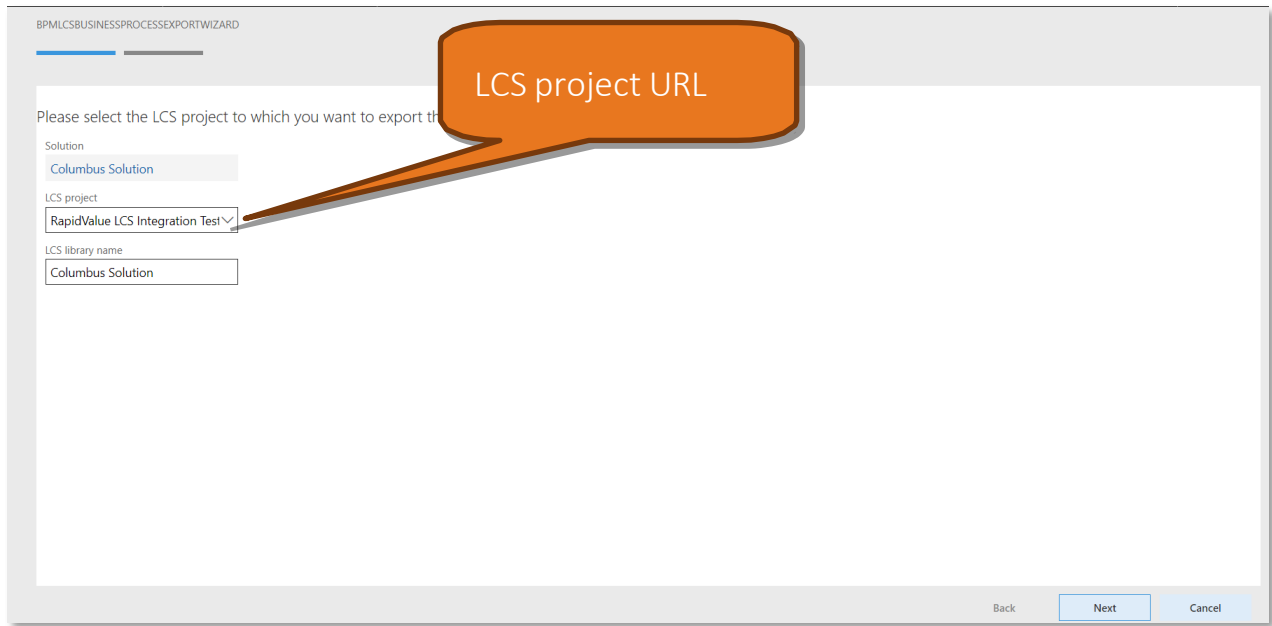 BPMLCSBUSINESSPROCESSEXPORTWIZARD
LCS project URL
Please select the LCS project to which you want to export
Solution
Columbus Solution
LCS project
RapidValue LCS Integration Test
LCS library name
Columbus Solution
Back
Next
Cancel